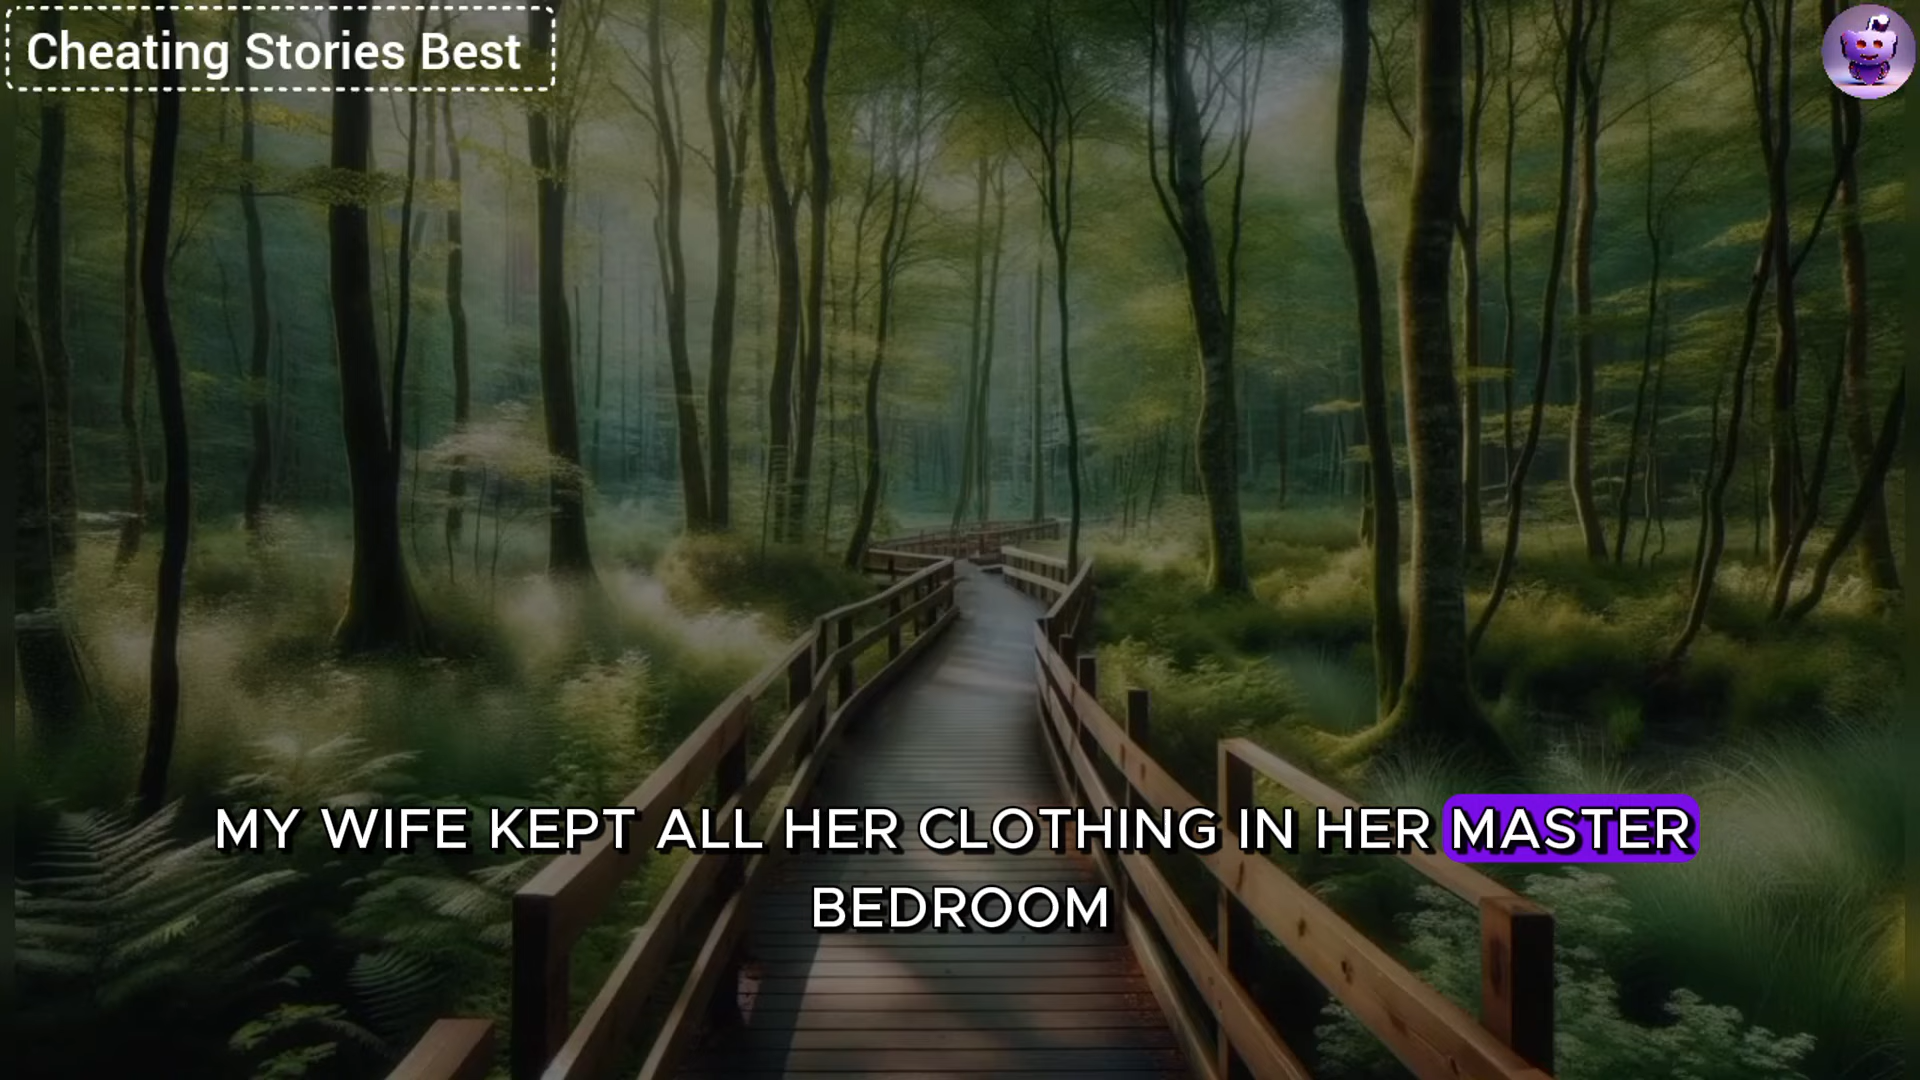 Cheating Stories Best
MY WIFE KEPT ALL HER CLOTHING IN HER MASTER
BEDROOM